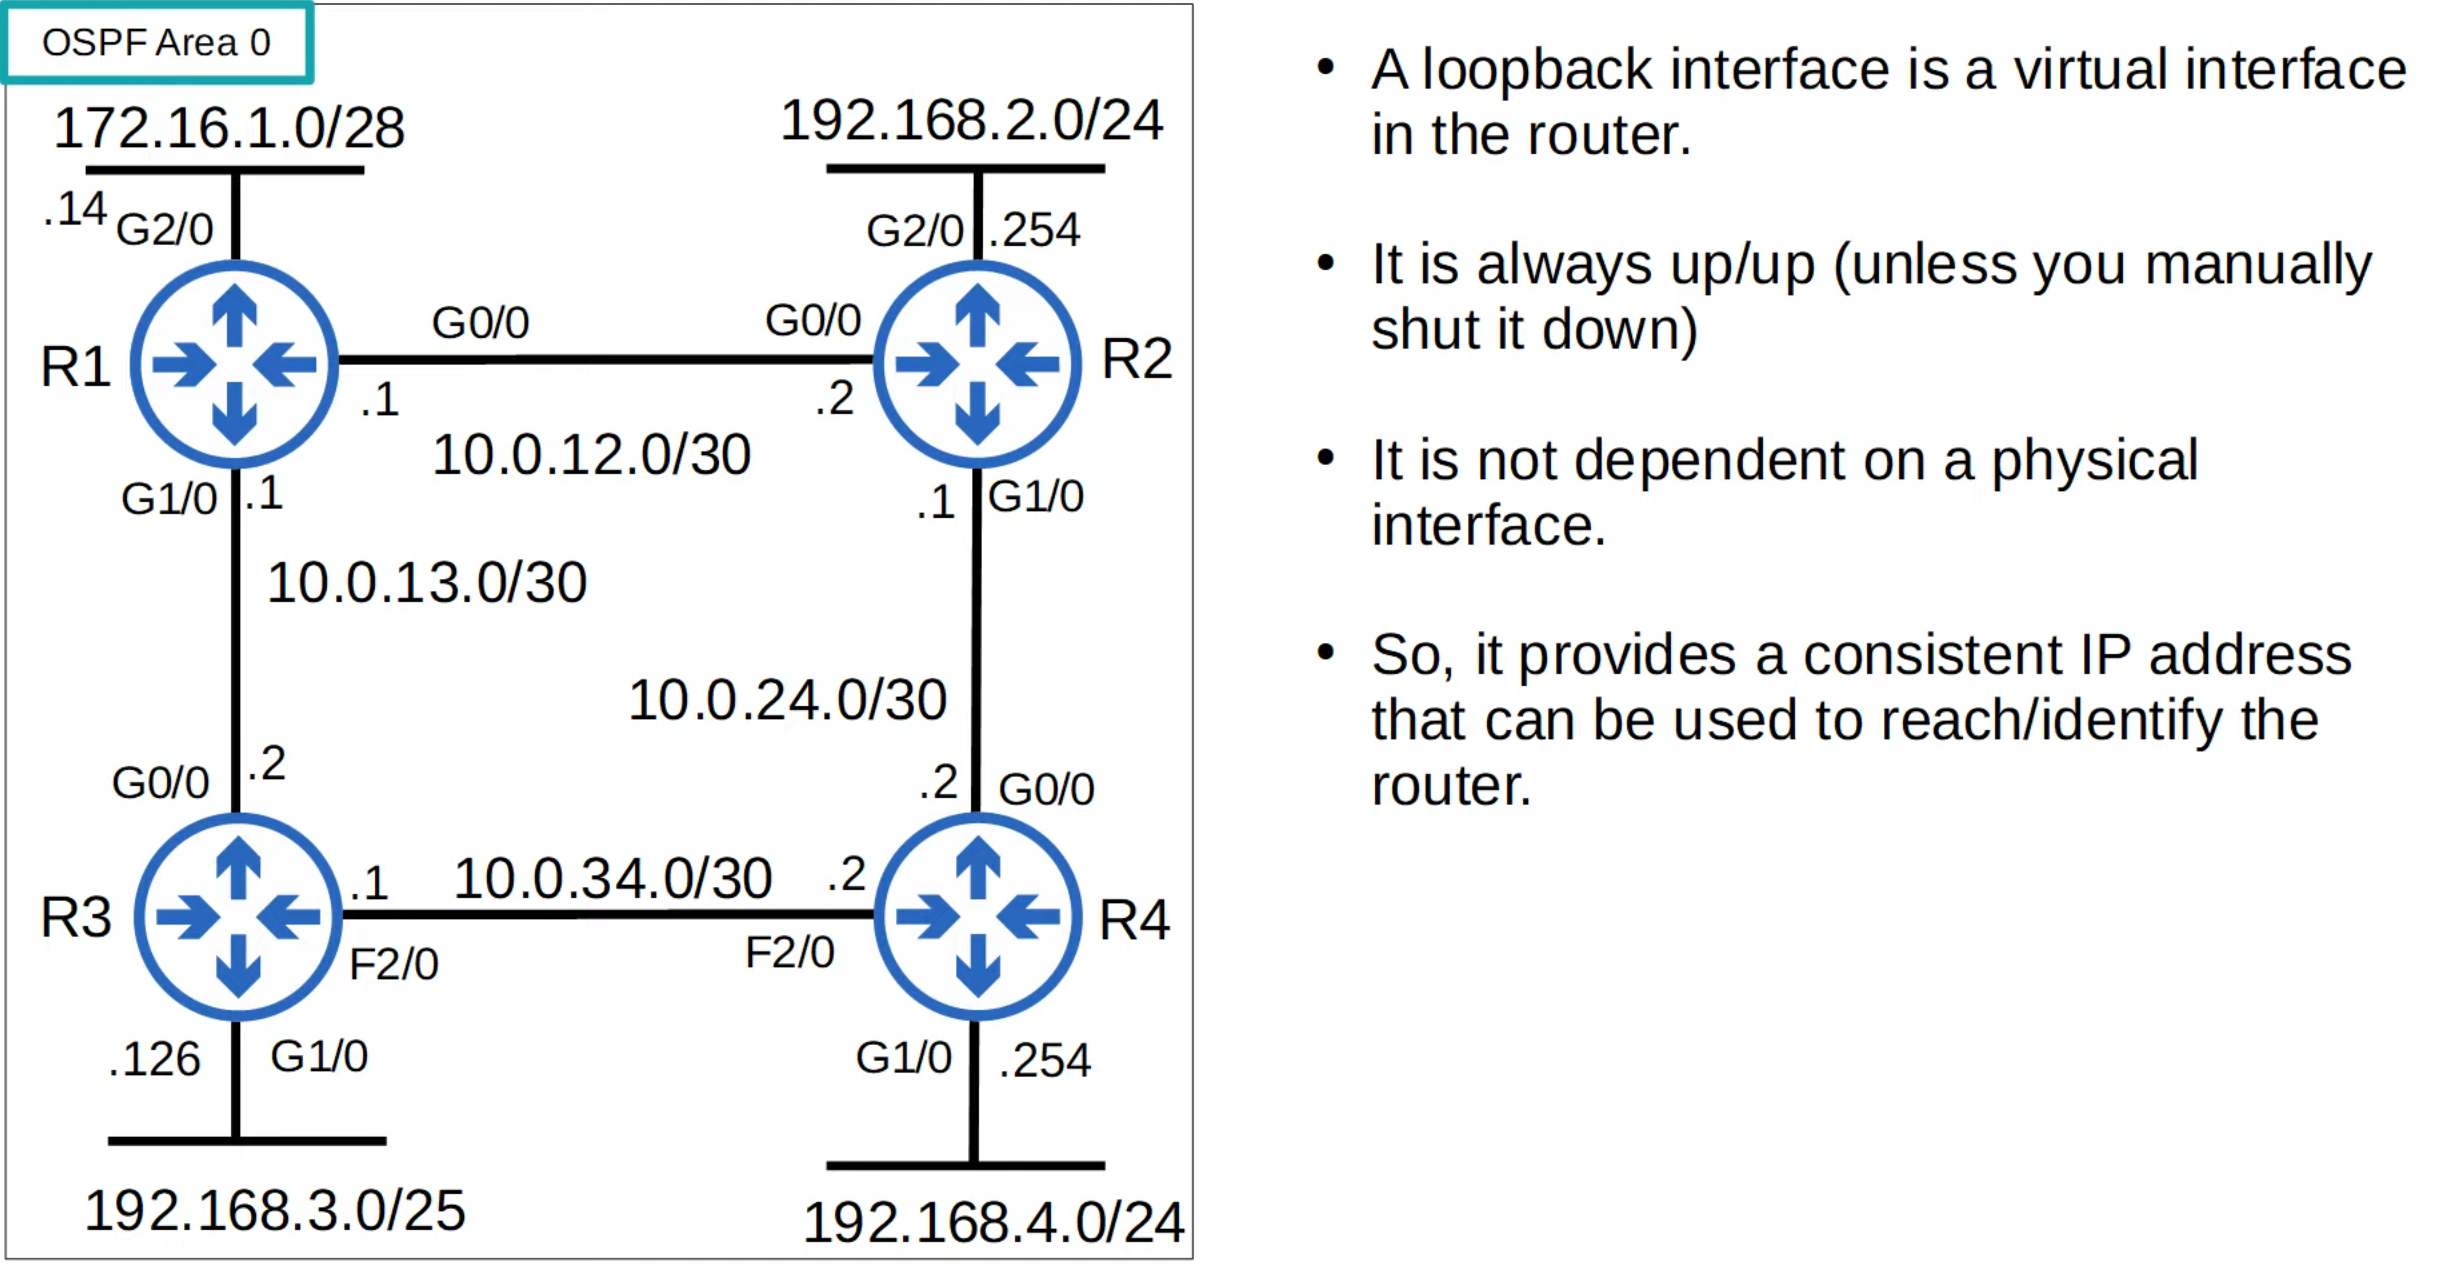 OSPF Area 0
172.16.1.0/28
192.168.2.0/24
.14
G2/0
G2/0
.254
R1
G0/0
G0/0
R2
.1
.2
10.0.12.0/30
G1/0
.1
.1
G1/0
10.0.13.0/30
10.0.24.0/30
G0/0
.2
.2
G0/0
R3
.1
10.0.34.0/30
.2
R4
F2/0
F2/0
.126
G1/0
G1/0
.254
192.168.3.0/25
192.168.4.0/24
• A loopback interface is a virtual interface
in the router.
• It is always up/up (unless you manually
shut it down)
• It is not dependent on a physical
interface.
• So, it provides a consistent IP address
that can be used to reach/identify the
router.